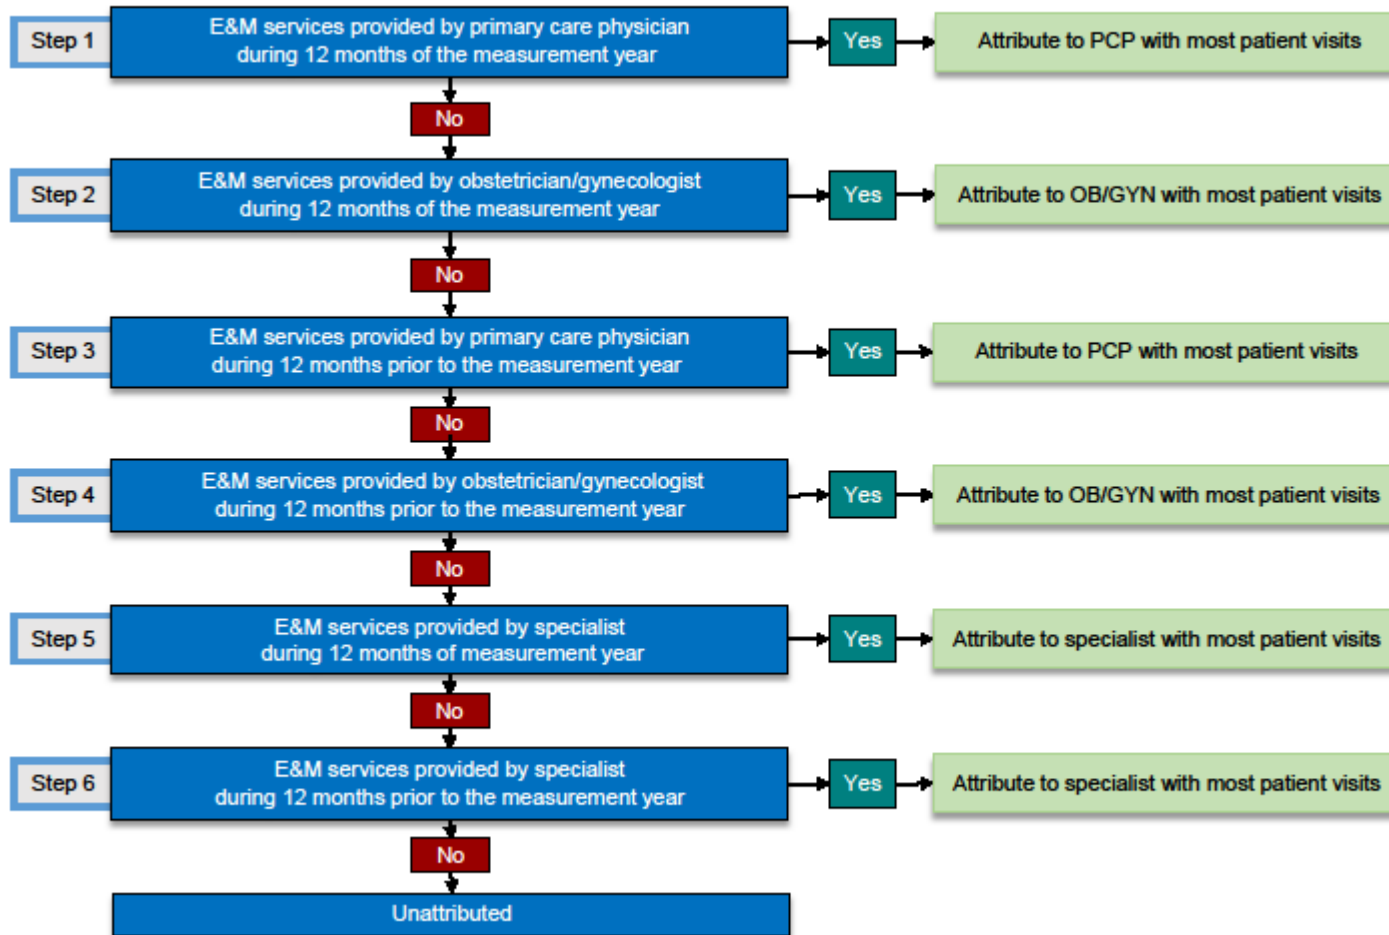 Step 1
E&M services provided by primary care physician
during 12 months of the measurement year
Yes
Attribute to PCP with most patient visits
No
Step 2
E&M services provided by obstetrician/gynecologist
during 12 months of the measurement year
Yes
Attribute to OB/GYN with most patient visits
No
Step 3
E&M services provided by primary care physician
during 12 months prior to the measurement year
Yes
Attribute to PCP with most patient visits
No
Step 4
E&M services provided by obstetrician/gynecologist
during 12 months prior to the measurement year
Yes
Attribute to OB/GYN with most patient visits
No
Step 5
E&M services provided by specialist
during 12 months of measurement year
Yes
Attribute to specialist with most patient visits
No
Step 6
E&M services provided by specialist
during 12 months prior to the measurement year
Yes
Attribute to specialist with most patient visits
No
Unattributed